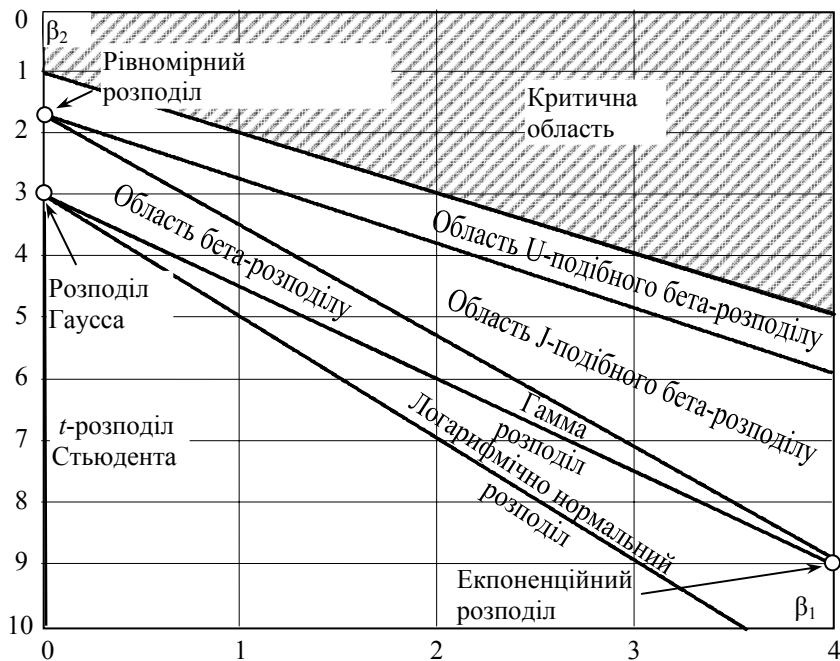 0
β₂
1
Рівномірний
розподіл
2
Критична
область
3
Область бета-розподілу
Область U-подібного бета-розподілу
4
Розподіл
Гаусса
5
Область J-подібного бета-розподілу
6
t-розподіл
Стьюдента
7
Гамма
розподіл
Логарифмічно нормальний
розподіл
8
9
Екпоненційний
розподіл
β₁
10
0 1 2 3 4